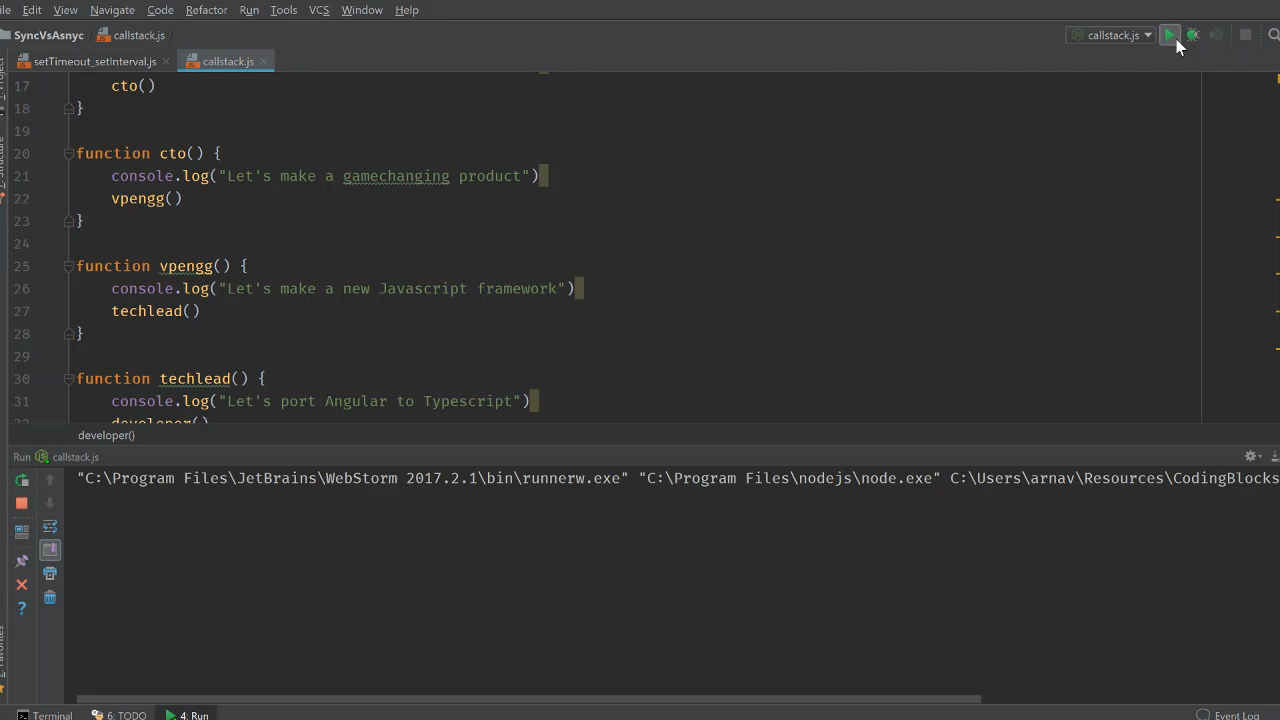 ile Edit View Navigate Code Refactor Run Tools VCS Window Help
SyncVsAsnyc callstack.js callstack.js
setTimeout_setInterval.js callstack.js
17 cto()
18 }
19
20 function cto() {
21 console.log("Let's make a gamechanging product")
22 vpengg()
23 }
24
25 function vpengg() {
26 console.log("Let's make a new Javascript framework")
27 techlead()
28 }
29
30 function techlead() {
31 console.log("Let's port Angular to Typescript")
32 developer()
developer()
Run callstack.js
"C:\Program Files\JetBrains\WebStorm 2017.2.1\bin\runnerw.exe" "C:\Program Files\nodejs\node.exe" C:\Users\arnav\Resources\CodingBlocks
Terminal 6: TODO 4: Run Event Log